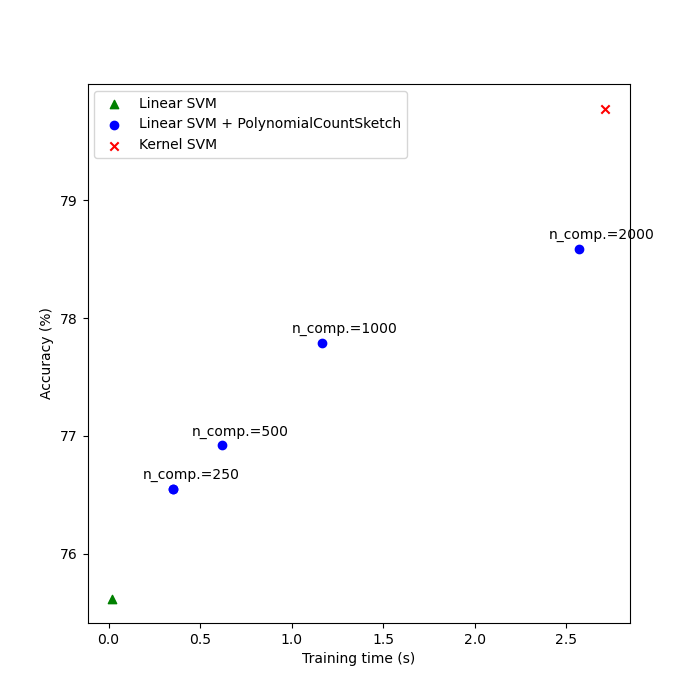 Linear SVM
Linear SVM + PolynomialCountSketch
Kernel SVM
79
78
77
76
n_comp.=2000
n_comp.=1000
n_comp.=500
n_comp.=250
Accuracy (%)
0.0 0.5 1.0 1.5 2.0 2.5
Training time (s)